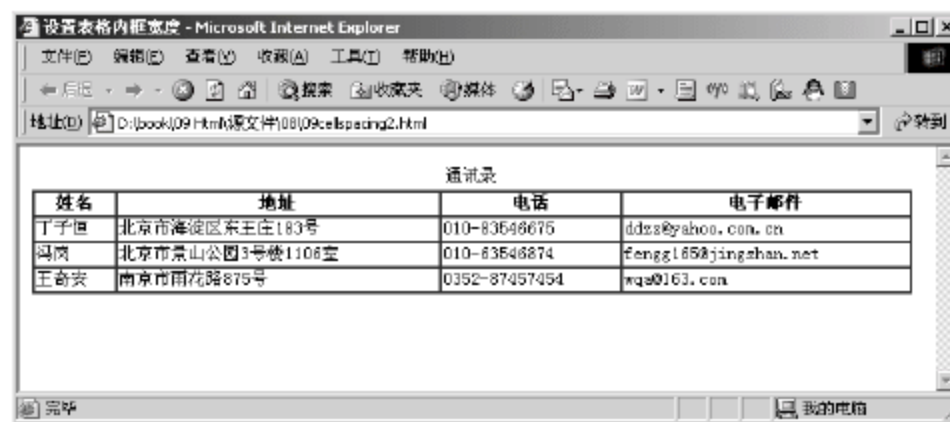 设置表格内框宽度 - Microsoft Internet Explorer
文件(F) 编辑(E) 查看(V) 收藏(A) 工具(T) 帮助(H)
后退 搜索 收藏夹 媒体
地址(D) D:\book\09 Html\源文件\08\09cellspacing2.html 转到
通讯录
姓名 地址 电话 电子邮件
丁子恒 北京市海淀区东王庄183号 010-83546675 ddzs@yahoo.com.cn
冯岗 北京市景山公园3号楼1106室 010-63546874 fengg165@jingshan.net
王奇安 南京市雨花路875号 0352-87457454 wqa@163.com
完毕 我的电脑